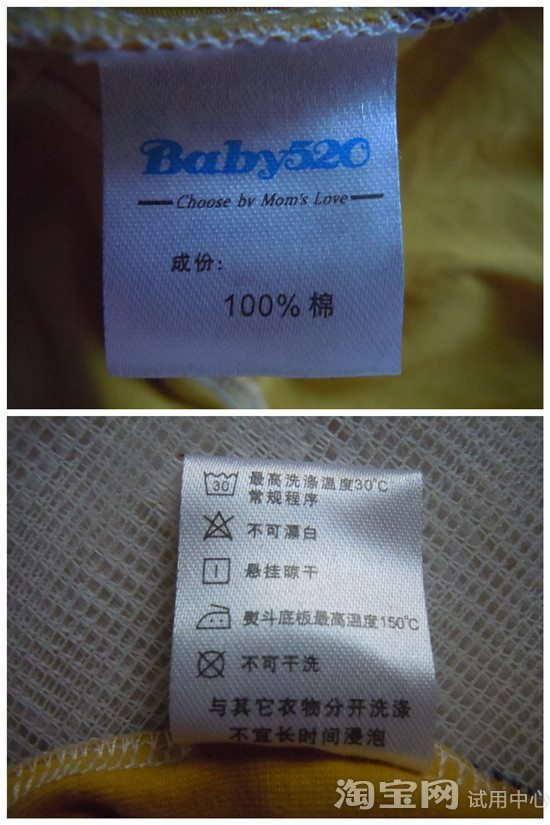 Baby520
Choose by Mom's Love
成份：
100% 棉
30
最高洗涤温度30℃
常规程序
不可漂白
悬挂晾干
熨斗底板最高温度150℃
不可干洗
与其它衣物分开洗涤
不宜长时间浸泡
淘宝网 试用中心